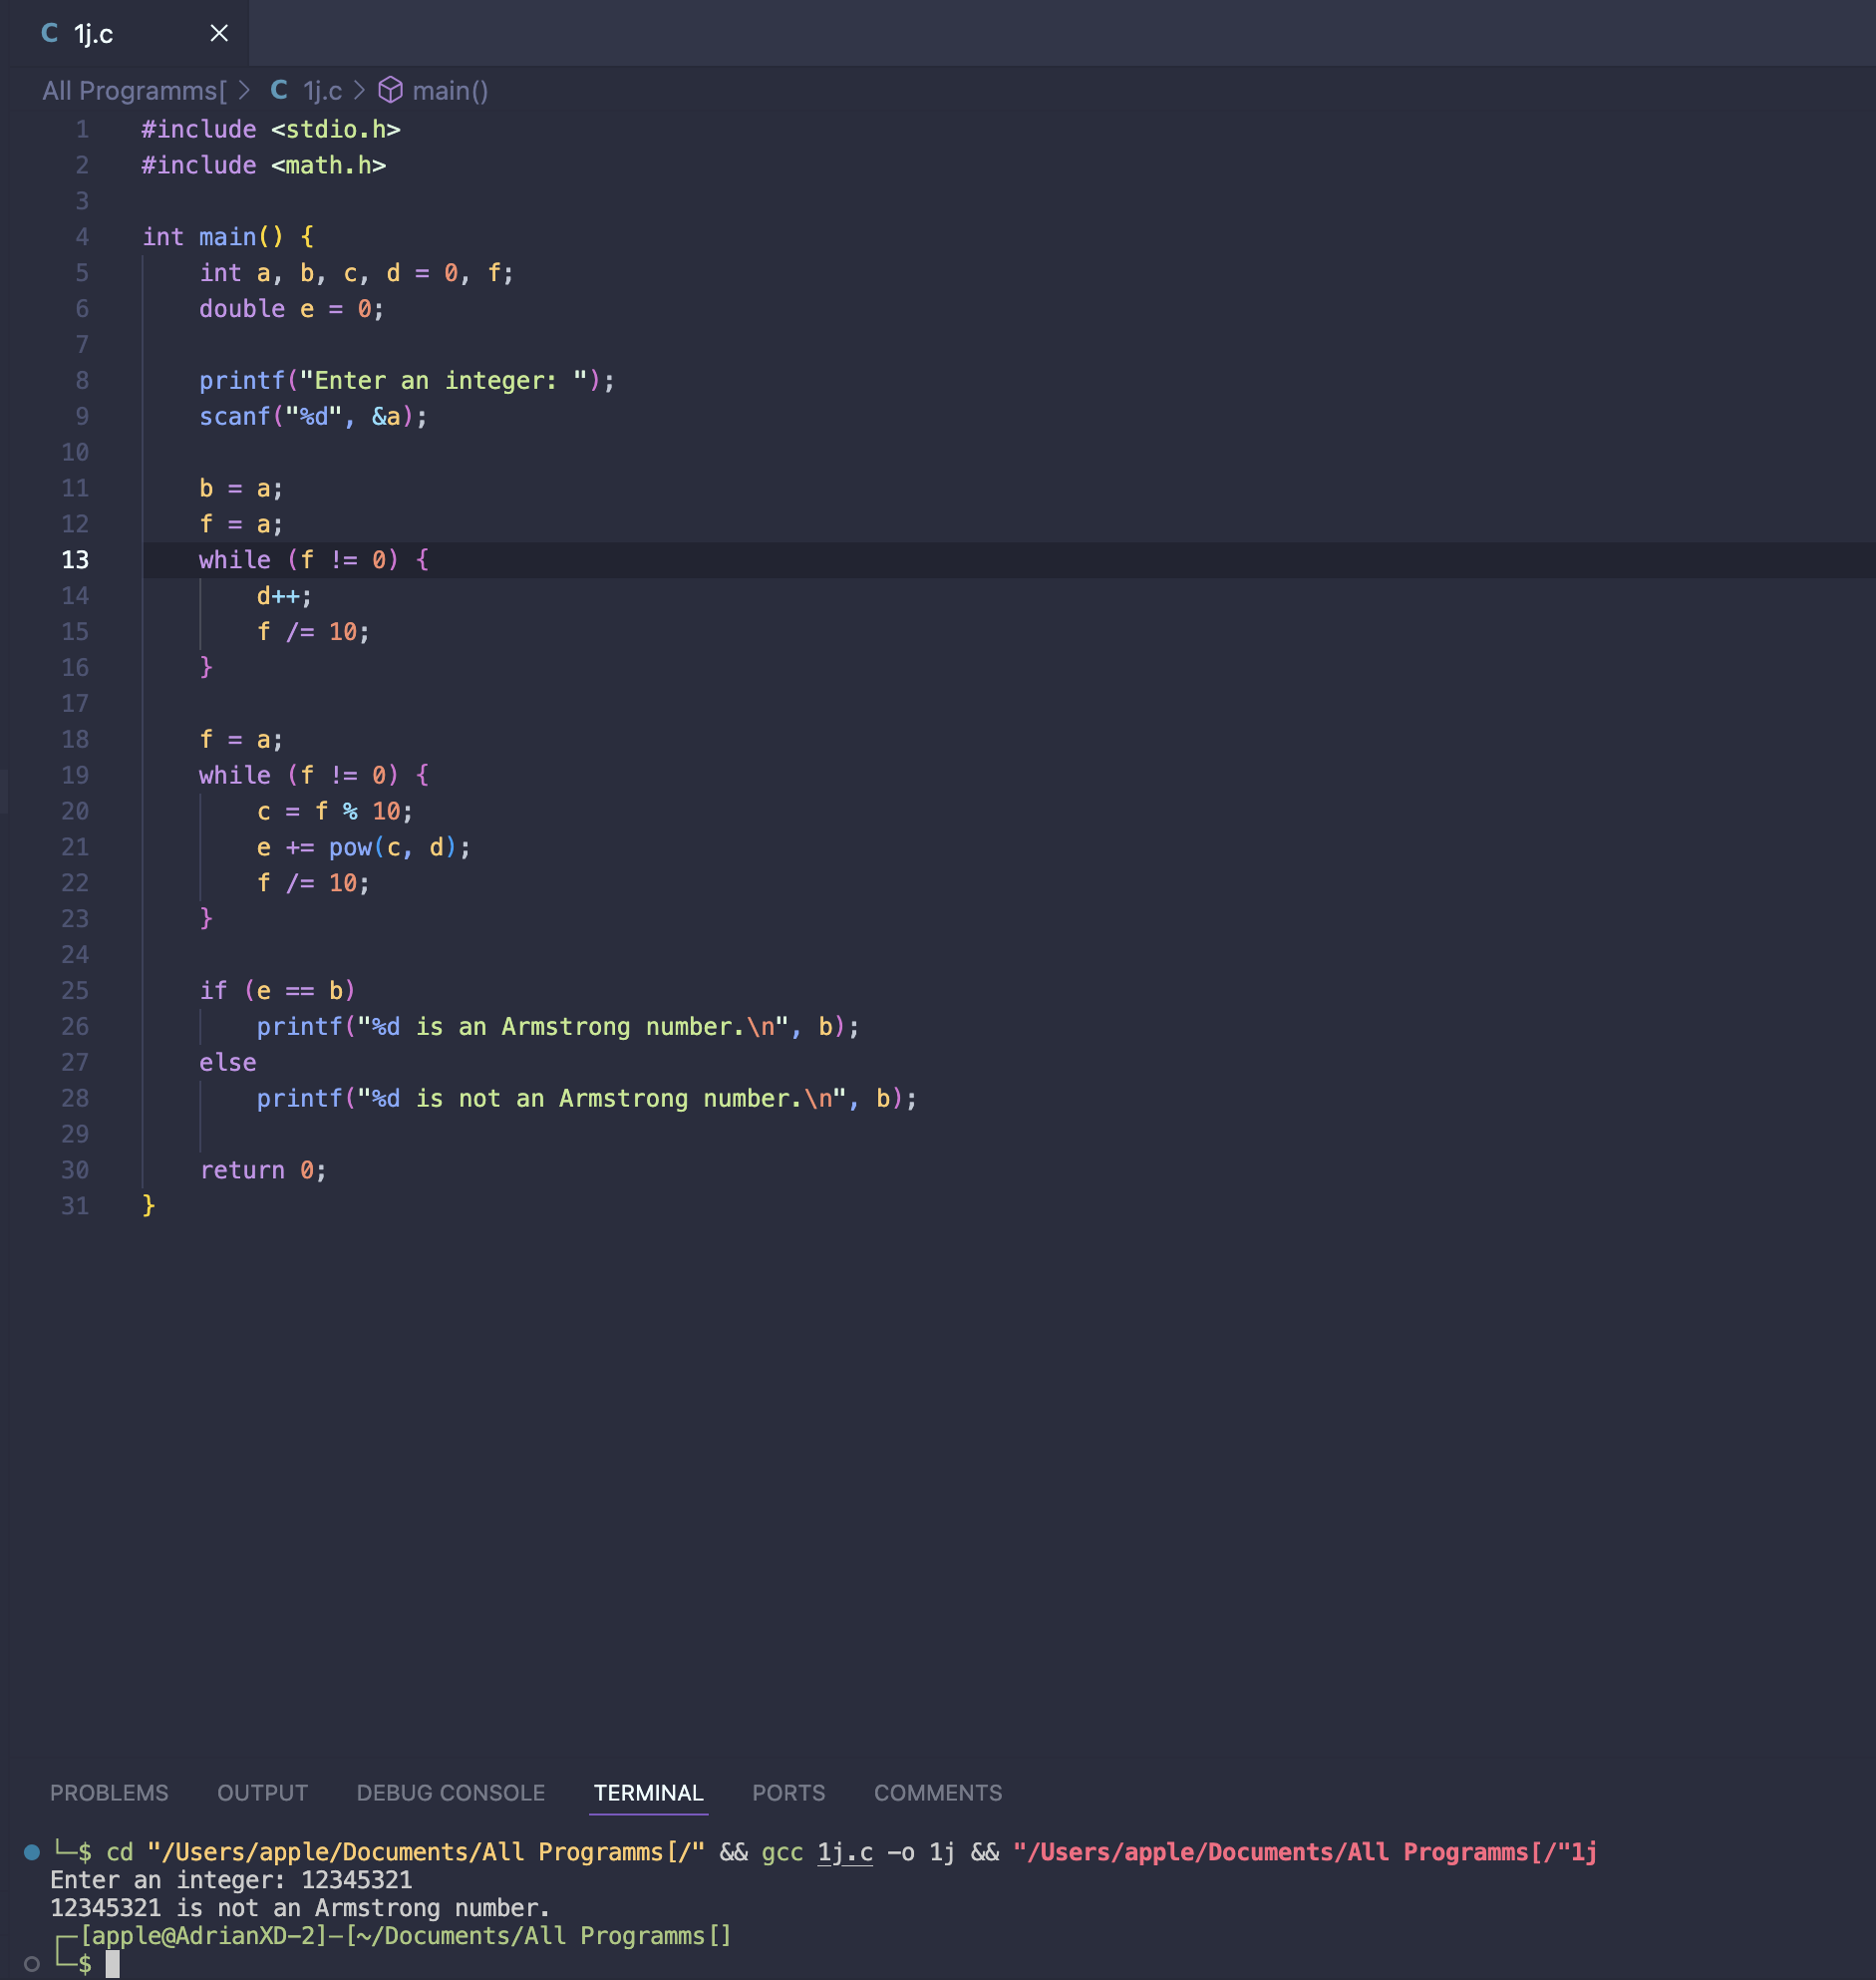 C 1j.c ×
All Programms[ > C 1j.c > main()
1 #include <stdio.h>
2 #include <math.h>
3
4 int main() {
5     int a, b, c, d = 0, f;
6     double e = 0;
7
8     printf("Enter an integer: ");
9     scanf("%d", &a);
10
11     b = a;
12     f = a;
13     while (f != 0) {
14         d++;
15         f /= 10;
16     }
17
18     f = a;
19     while (f != 0) {
20         c = f % 10;
21         e += pow(c, d);
22         f /= 10;
23     }
24
25     if (e == b)
26         printf("%d is an Armstrong number.\n", b);
27     else
28         printf("%d is not an Armstrong number.\n", b);
29
30     return 0;
31 }
PROBLEMS OUTPUT DEBUG CONSOLE TERMINAL PORTS COMMENTS
└─$ cd "/Users/apple/Documents/All Programms[/" && gcc 1j.c -o 1j && "/Users/apple/Documents/All Programms[/"1j
Enter an integer: 12345321
12345321 is not an Armstrong number.
┌─[apple@AdrianXD-2]-[~/Documents/All Programms[]
└─$